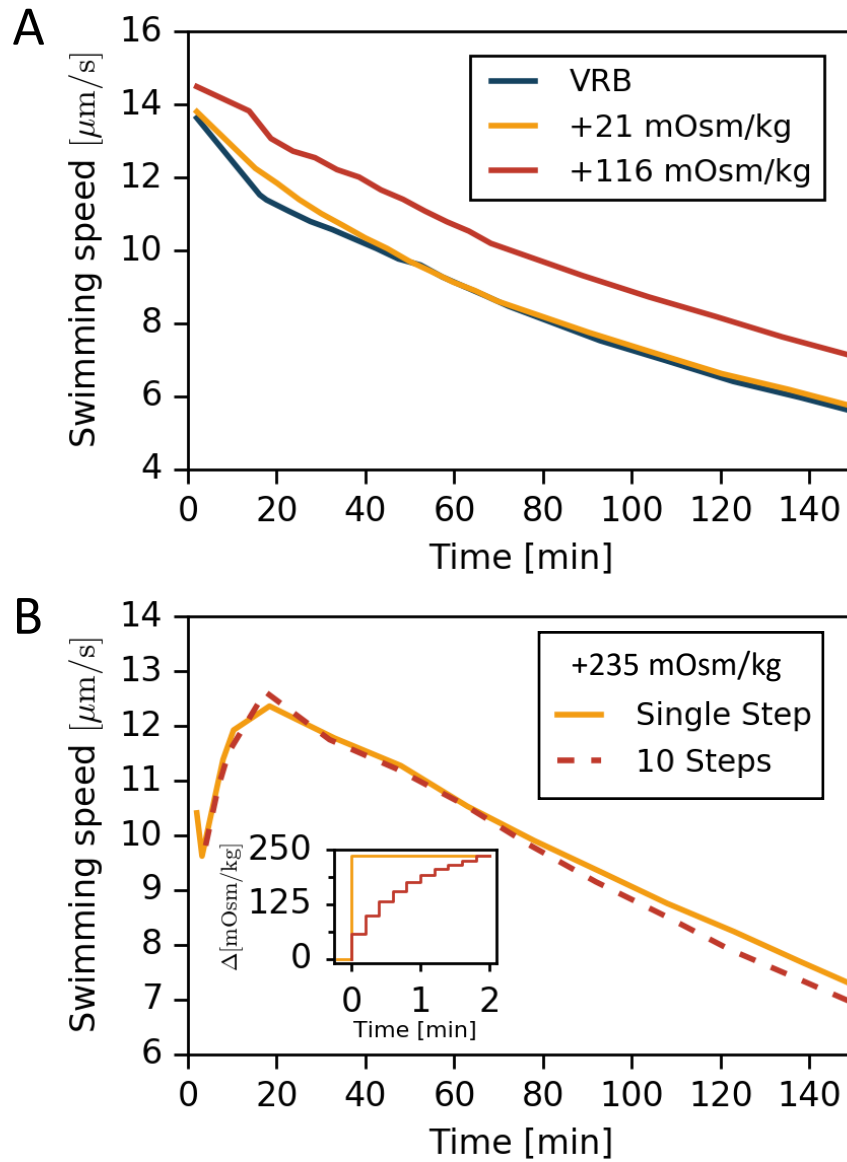 A
Swimming speed [μm/s]
16
14
12
10
8
6
4
VRB
+21 mOsm/kg
+116 mOsm/kg
0 20 40 60 80 100 120 140
Time [min]
B
Swimming speed [μm/s]
14
13
12
11
10
9
8
7
6
+235 mOsm/kg
Single Step
10 Steps
Δ[mOsm/kg]
250
125
0
0 1 2
Time [min]
0 20 40 60 80 100 120 140
Time [min]